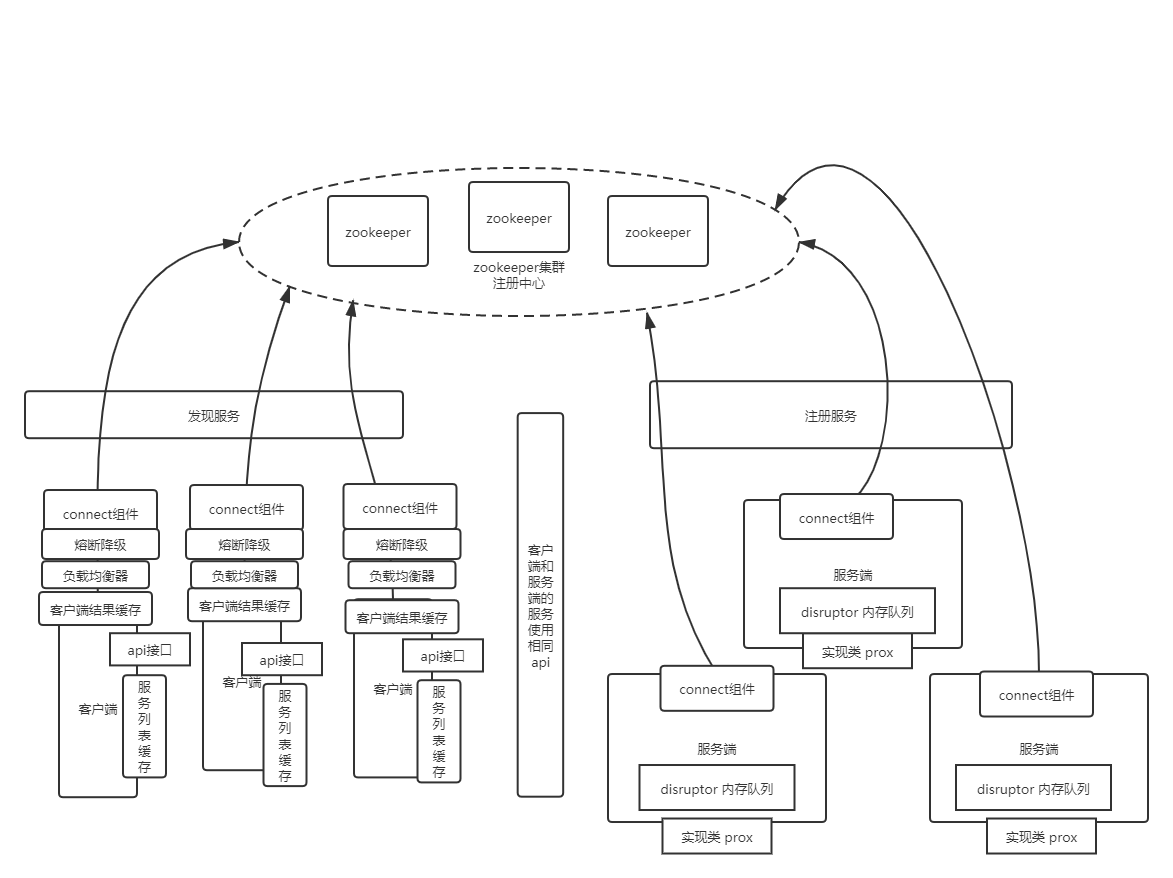 zookeeper
zookeeper
zookeeper
zookeeper集群
注册中心
发现服务
注册服务
connect组件
熔断降级
负载均衡器
客户端结果缓存
api接口
客户端
服
务
列
表
缓
存
connect组件
熔断降级
负载均衡器
客户端结果缓存
api接口
客户端
服
务
列
表
缓
存
connect组件
熔断降级
负载均衡器
客户端结果缓存
api接口
客户端
服
务
列
表
缓
存
客户
端和
服务
端的
服务
使用
相同
api
connect组件
服务端
disruptor 内存队列
实现类 prox
connect组件
服务端
disruptor 内存队列
实现类 prox
connect组件
服务端
disruptor 内存队列
实现类 prox